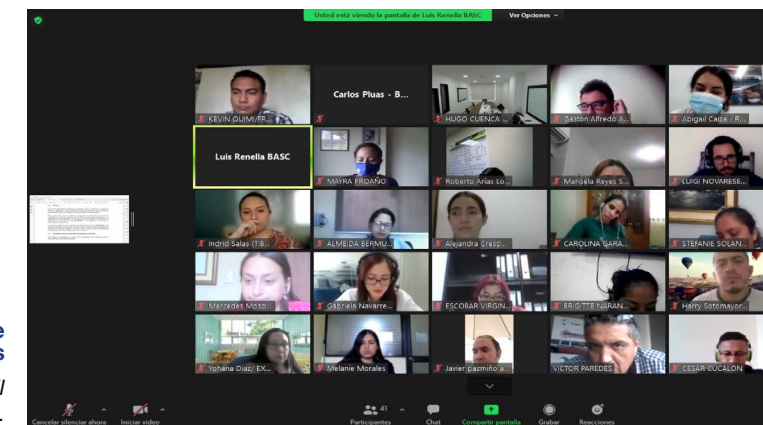 Usted está viendo la pantalla de Luis Renella BASC
Ver Opciones
KEVIN QUIMI/FR...
Carlos Pluas - B...
HUGO CUENCA ...
Gastón Alfredo A...
Abigail Caiza / R...
Luis Renella BASC
MAYRA PROAÑO
Roberto Arias Lo...
Marisela Reyes S...
LUIGI NOVARESE...
Indrid Salas (TIB...
ALMEIDA BERMU...
Alejandra Cresp...
CAROLINA GARA...
STEFANIE SOLAN...
Mercedes Moso...
Gabriela Navarre...
ESCOBAR VIRGIN...
BRIGITTE NARAN...
Harry Sotomayor...
Yohana Diaz/ EX...
Melanie Morales
Javier pazmiño a...
VICTOR PAREDES
CESAR CUCALON
e
s
l
.
Cancelar silenciar ahora
Iniciar video
41
Participantes
Chat
Compartir pantalla
Grabar
Reacciones